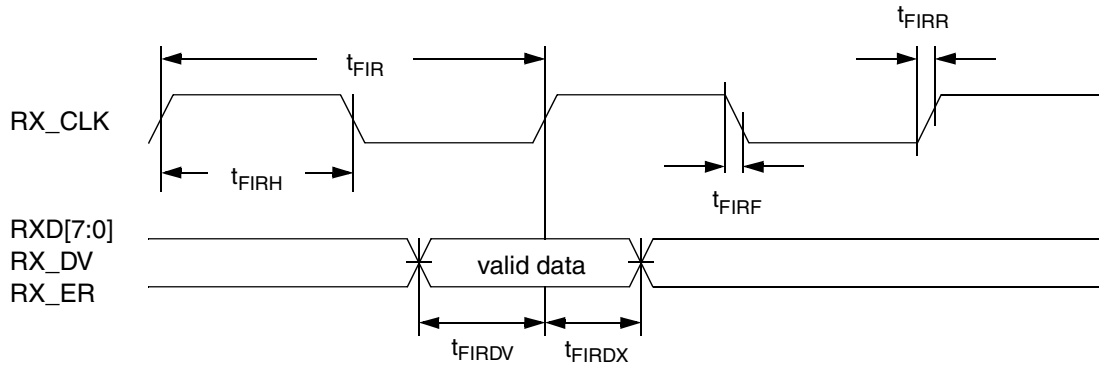 tFIRR
tFIR
RX_CLK
tFIRH
tFIRF
RXD[7:0]
RX_DV
valid data
RX_ER
tFIRDV
tFIRDX